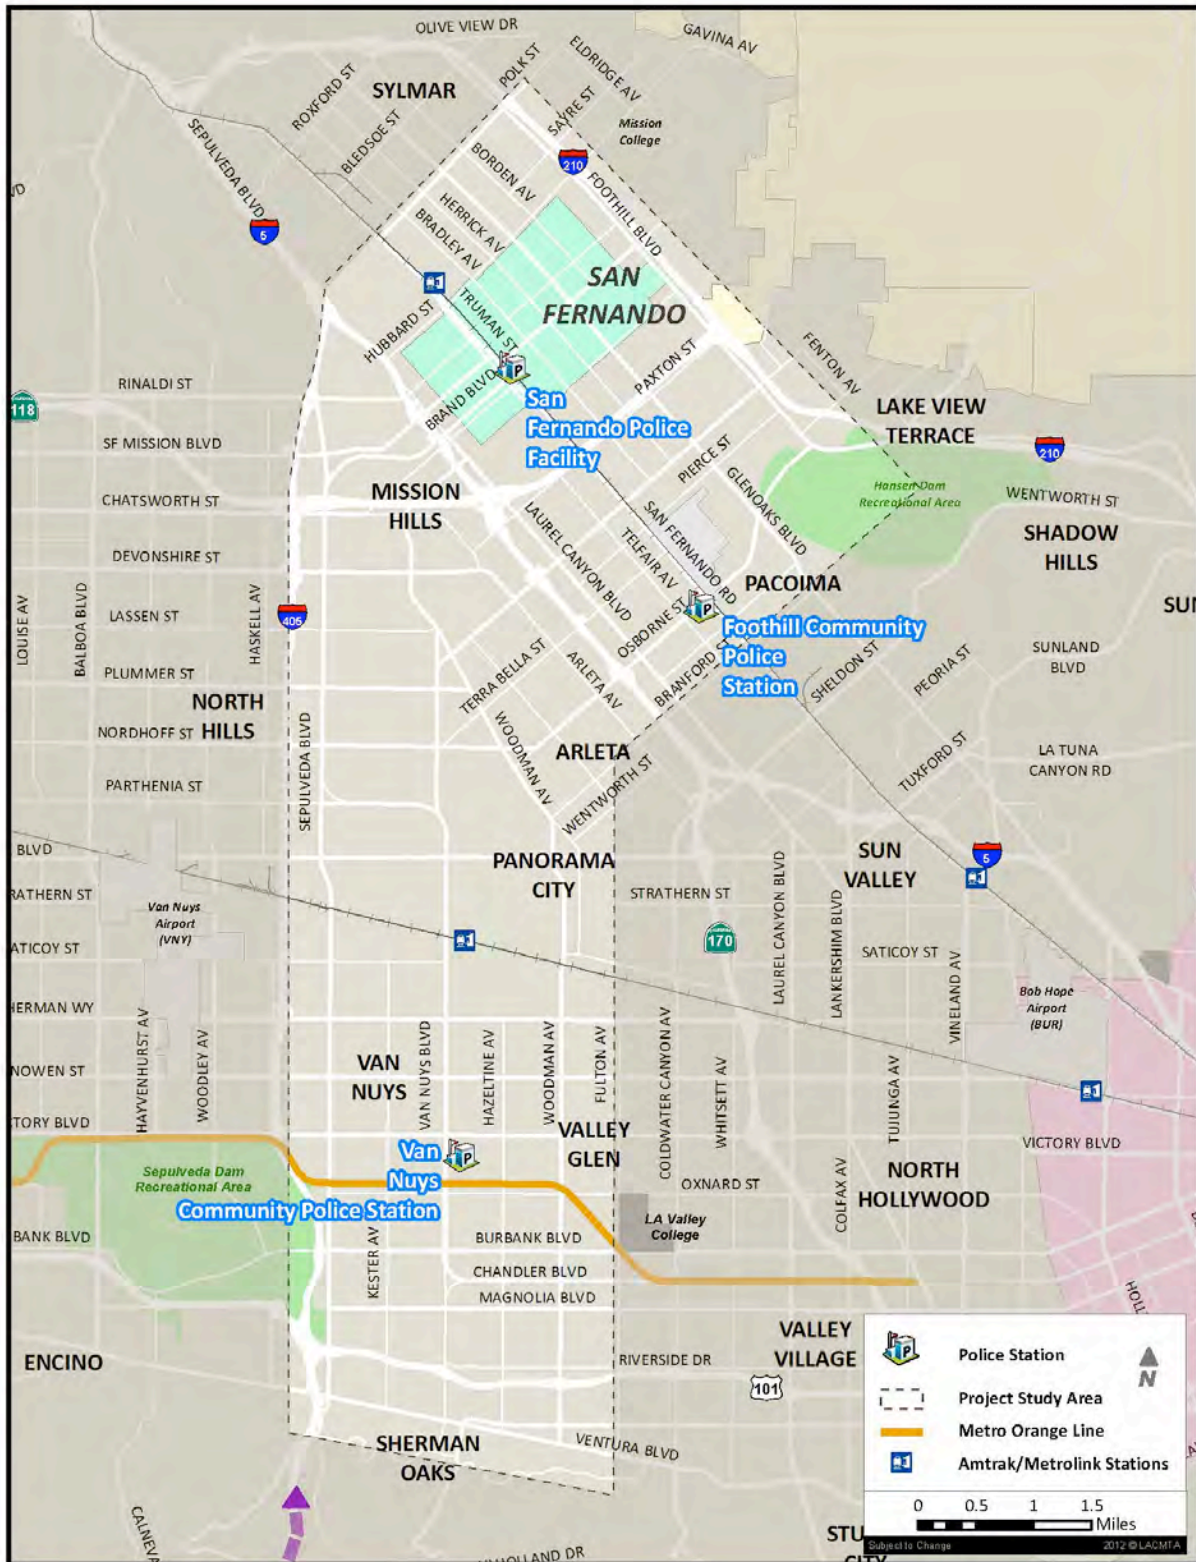 OLIVE VIEW DR
GAVINA AV
POLK ST
ELDRIDGE AV
ROXFORD ST
SYLMAR
SAYRE ST
Mission
College
BLEDSOE ST
SEPULVEDA BLVD
BORDEN AV
210
FOOTHILL BLVD
HERRICK AV
BRADLEY AV
5
SAN
FERNANDO
TRUMAN ST
HUBBARD ST
FENTON AV
PAXTON ST
RINALDI ST
BRAND BLVD
118
San
Fernando Police
Facility
LAKE VIEW
TERRACE
SF MISSION BLVD
PIERCE ST
210
MISSION
HILLS
GLENOAKS BLVD
Hansen Dam
Recreational Area
WENTWORTH ST
CHATSWORTH ST
LAUREL CANYON BLVD
SAN FERNANDO RD
SHADOW
HILLS
DEVONSHIRE ST
TELFAIR AV
PACOIMA
LOUISE AV
BALBOA BLVD
LASSEN ST
HASKELL AV
405
OSBORNE ST
SUN
Foothill Community
Police
Station
SUNLAND
BLVD
PLUMMER ST
TERRA BELLA ST
ARLETA AV
BRANFORD ST
SHELDON ST
PEORIA ST
NORTH
HILLS
NORDHOFF ST
WOODMAN AV
ARLETA
TUXFORD ST
LA TUNA
CANYON RD
PARTHENIA ST
SEPULVEDA BLVD
WENTWORTH ST
BLVD
PANORAMA
CITY
SUN
VALLEY
5
RATHERN ST
STRATHERN ST
LAUREL CANYON BLVD
LANKERSHIM BLVD
Van Nuys
Airport
(VNY)
ATICOY ST
170
SATICOY ST
VINELAND AV
Bob Hope
Airport
(BUR)
HERMAN WY
HAYVENHURST AV
WOODLEY AV
VAN
NUYS
VAN NUYS BLVD
HAZELTINE AV
WOODMAN AV
FULTON AV
COLDWATER CANYON AV
WHITSETT AV
TUJUNGA AV
NOWEN ST
CTORY BLVD
VALLEY
GLEN
VICTORY BLVD
Van
Nuys
Community Police Station
Sepulveda Dam
Recreational Area
OXNARD ST
COLFAX AV
NORTH
HOLLYWOOD
LA Valley
College
BANK BLVD
KESTER AV
BURBANK BLVD
CHANDLER BLVD
MAGNOLIA BLVD
VALLEY
VILLAGE
ENCINO
RIVERSIDE DR
101
SHERMAN
OAKS
VENTURA BLVD
Police Station
N
Project Study Area
Metro Orange Line
Amtrak/Metrolink Stations
0 0.5 1 1.5
Miles
Subject to Change
2012 © LACMTA